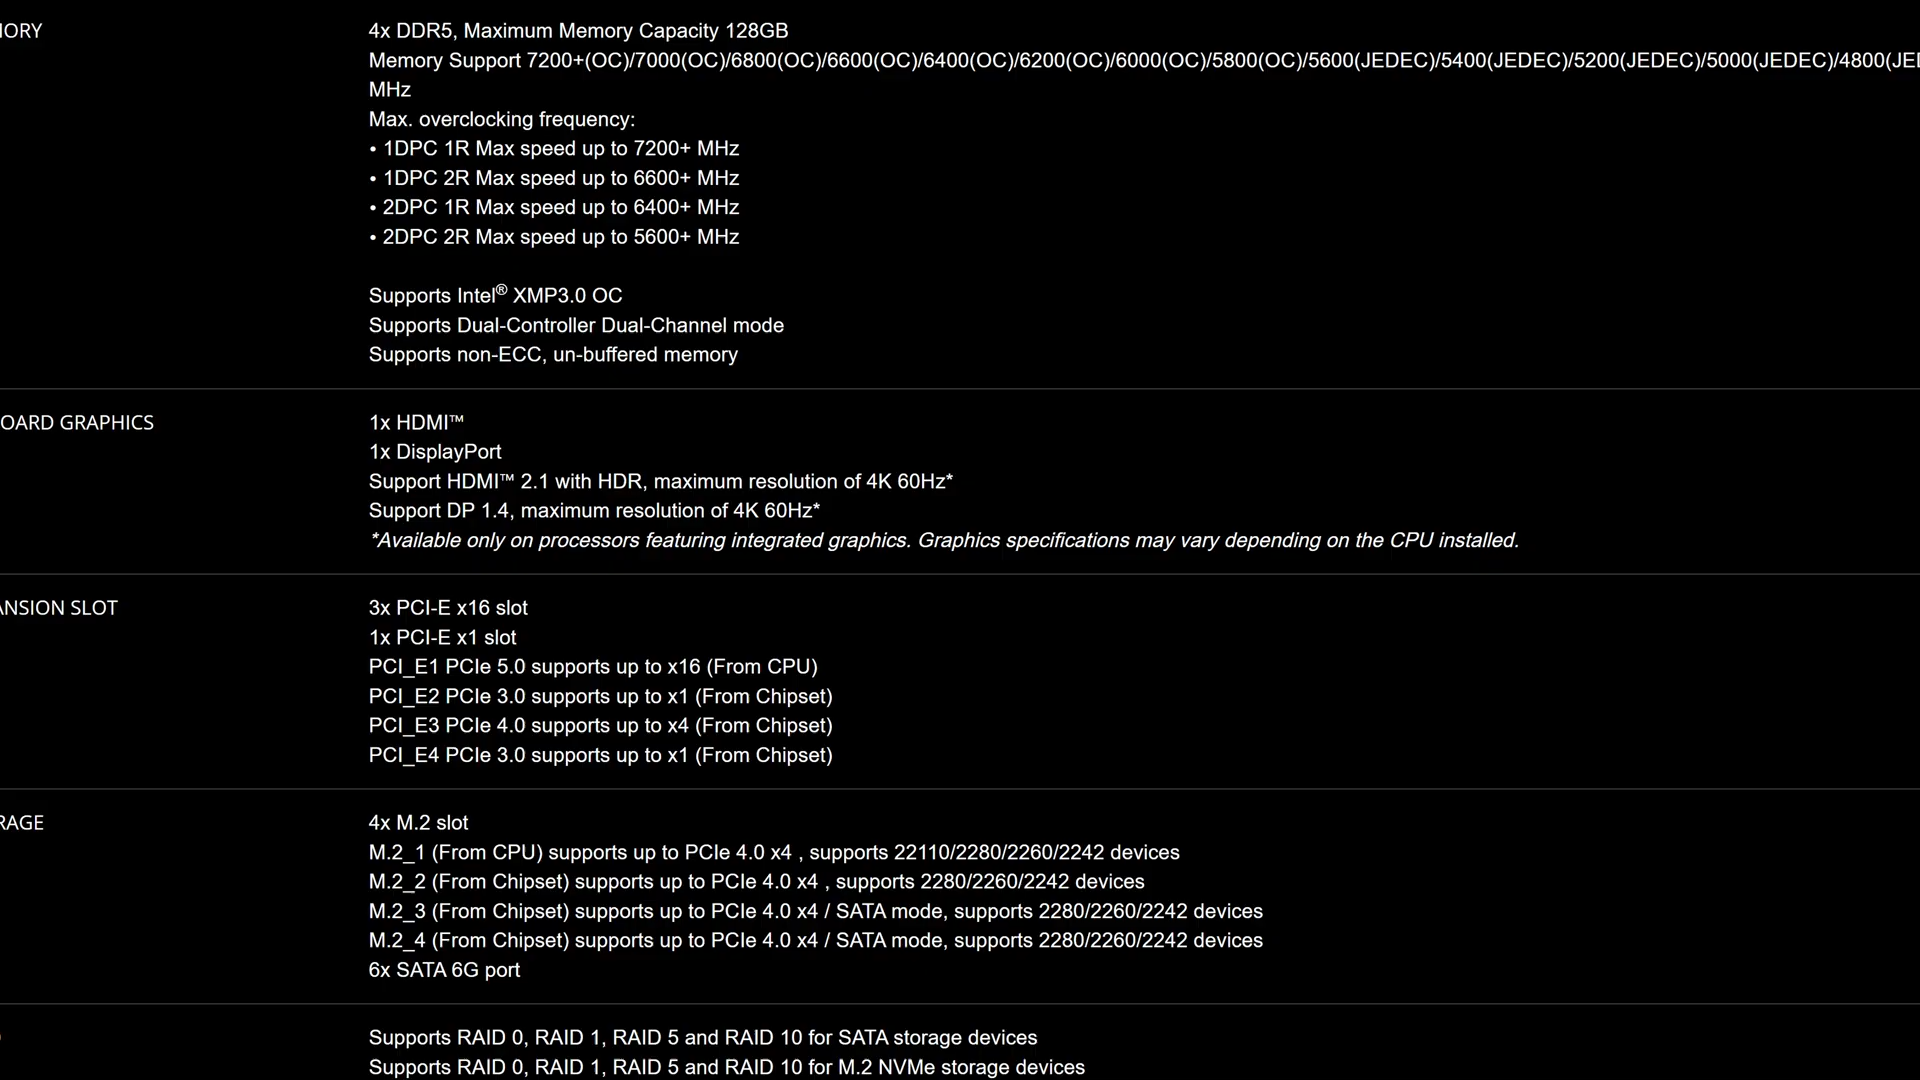 IORY
4x DDR5, Maximum Memory Capacity 128GB
Memory Support 7200+(OC)/7000(OC)/6800(OC)/6600(OC)/6400(OC)/6200(OC)/6000(OC)/5800(OC)/5600(JEDEC)/5400(JEDEC)/5200(JEDEC)/5000(JEDEC)/4800(JED
MHz
Max. overclocking frequency:
• 1DPC 1R Max speed up to 7200+ MHz
• 1DPC 2R Max speed up to 6600+ MHz
• 2DPC 1R Max speed up to 6400+ MHz
• 2DPC 2R Max speed up to 5600+ MHz
Supports Intel® XMP3.0 OC
Supports Dual-Controller Dual-Channel mode
Supports non-ECC, un-buffered memory
OARD GRAPHICS
1x HDMI™
1x DisplayPort
Support HDMI™ 2.1 with HDR, maximum resolution of 4K 60Hz*
Support DP 1.4, maximum resolution of 4K 60Hz*
*Available only on processors featuring integrated graphics. Graphics specifications may vary depending on the CPU installed.
ANSION SLOT
3x PCI-E x16 slot
1x PCI-E x1 slot
PCI_E1 PCIe 5.0 supports up to x16 (From CPU)
PCI_E2 PCIe 3.0 supports up to x1 (From Chipset)
PCI_E3 PCIe 4.0 supports up to x4 (From Chipset)
PCI_E4 PCIe 3.0 supports up to x1 (From Chipset)
RAGE
4x M.2 slot
M.2_1 (From CPU) supports up to PCIe 4.0 x4 , supports 22110/2280/2260/2242 devices
M.2_2 (From Chipset) supports up to PCIe 4.0 x4 , supports 2280/2260/2242 devices
M.2_3 (From Chipset) supports up to PCIe 4.0 x4 / SATA mode, supports 2280/2260/2242 devices
M.2_4 (From Chipset) supports up to PCIe 4.0 x4 / SATA mode, supports 2280/2260/2242 devices
6x SATA 6G port
Supports RAID 0, RAID 1, RAID 5 and RAID 10 for SATA storage devices
Supports RAID 0, RAID 1, RAID 5 and RAID 10 for M.2 NVMe storage devices